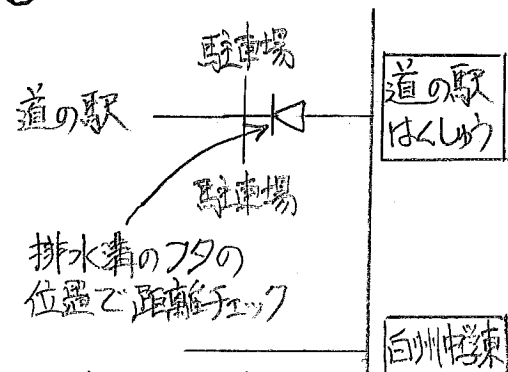 駐車場
道の駅
道の駅
はくしゅう
駐車場
排水溝のフタの
位置で距離チェック
白州中学東